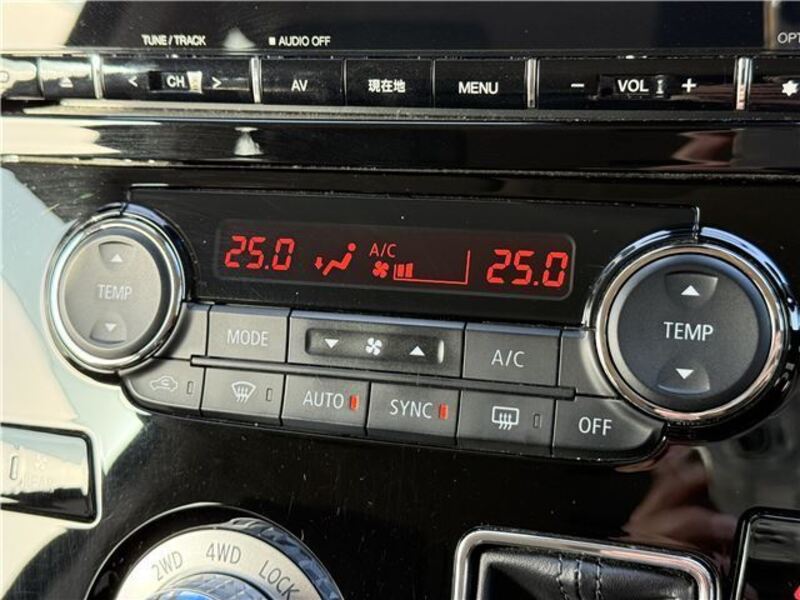 TUNE/TRACK
AUDIO OFF
OPT
< CH >
AV
現在地
MENU
− VOL +
25.0
A/C
25.0
TEMP
TEMP
MODE
A/C
AUTO
SYNC
OFF
REAR
2WD
4WD
LOCK